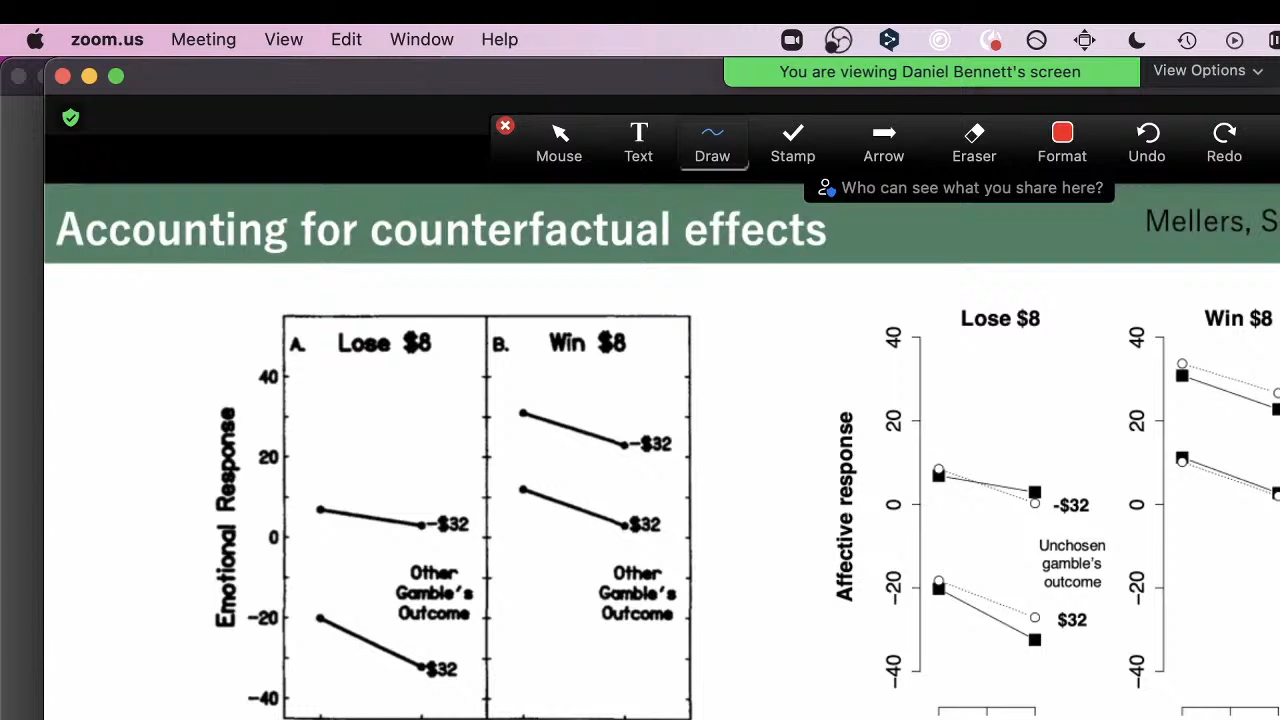 zoom.us Meeting View Edit Window Help
You are viewing Daniel Bennett's screen
View Options
Mouse Text Draw Stamp Arrow Eraser Format Undo Redo
Who can see what you share here?
Accounting for counterfactual effects
Mellers, S
A. Lose $8
B. Win $8
Emotional Response
40
20
0
-20
-40
-$32
$32
Other
Gamble's
Outcome
-$32
$32
Other
Gamble's
Outcome
Lose $8
Affective response
40
20
0
-20
-40
-$32
Unchosen
gamble's
outcome
$32
Win $8
40
20
0
-20
-40